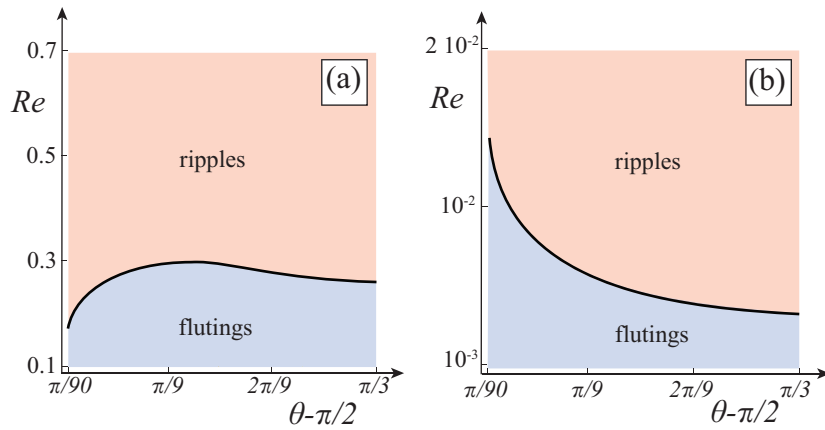 0.7
(a)
Re
0.5
ripples
0.3
flutings
0.1
π/90
π/9
2π/9
π/3
θ-π/2
2 10⁻²
(b)
Re
ripples
10⁻²
flutings
10⁻³
π/90
π/9
2π/9
π/3
θ-π/2